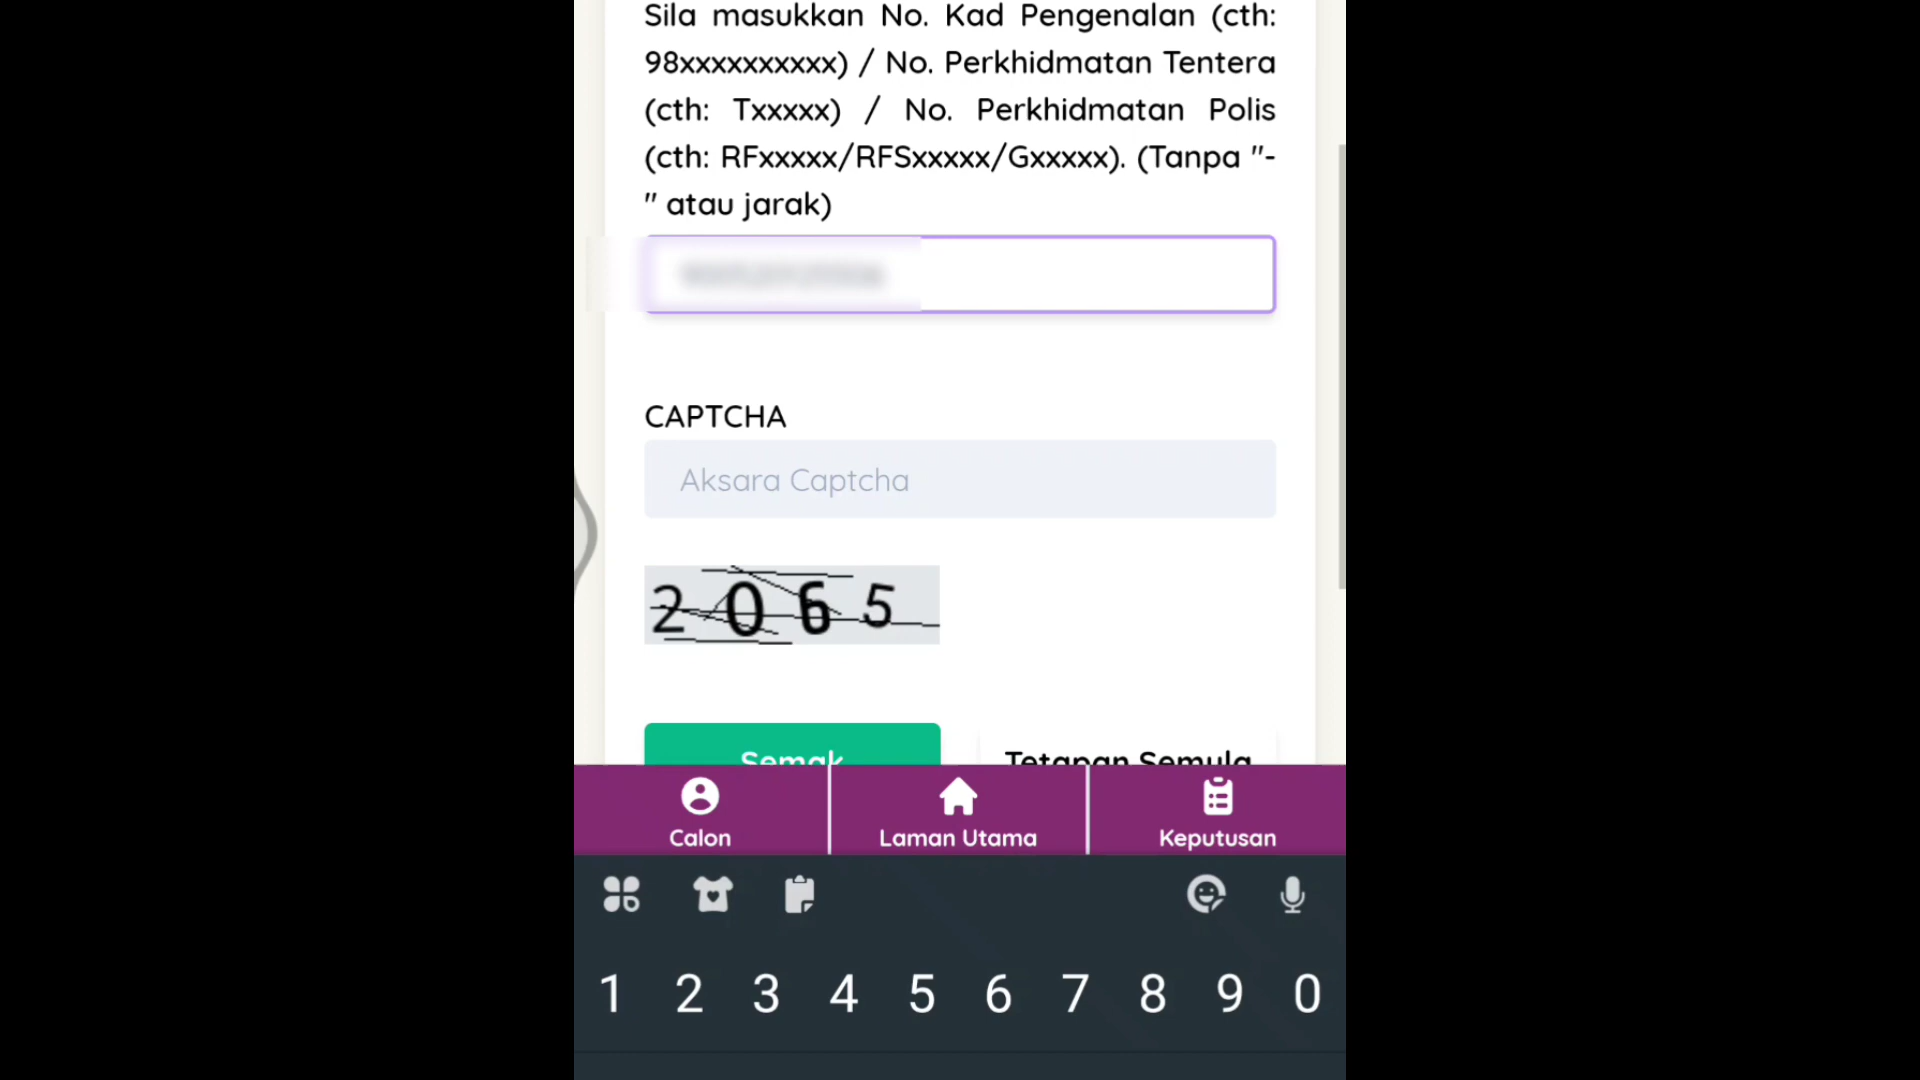 Sila masukkan No. Kad Pengenalan (cth:
98xxxxxxxxxx) / No. Perkhidmatan Tentera
(cth: Txxxxx) / No. Perkhidmatan Polis
(cth: RFxxxxx/RFSxxxxx/Gxxxxx). (Tanpa "-
" atau jarak)
CAPTCHA
Aksara Captcha
2065
Semak
Tetapan Semula
Calon
Laman Utama
Keputusan
1 2 3 4 5 6 7 8 9 0